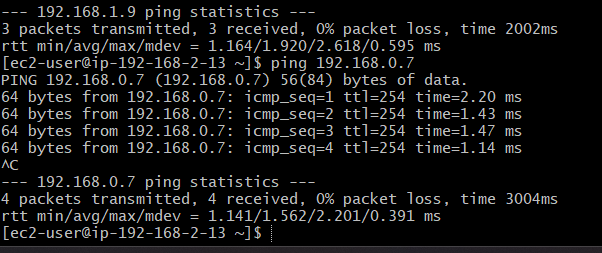 --- 192.168.1.9 ping statistics ---
3 packets transmitted, 3 received, 0% packet loss, time 2002ms
rtt min/avg/max/mdev = 1.164/1.920/2.618/0.595 ms
[ec2-user@ip-192-168-2-13 ~]$ ping 192.168.0.7
PING 192.168.0.7 (192.168.0.7) 56(84) bytes of data.
64 bytes from 192.168.0.7: icmp_seq=1 ttl=254 time=2.20 ms
64 bytes from 192.168.0.7: icmp_seq=2 ttl=254 time=1.43 ms
64 bytes from 192.168.0.7: icmp_seq=3 ttl=254 time=1.47 ms
64 bytes from 192.168.0.7: icmp_seq=4 ttl=254 time=1.14 ms
^C
--- 192.168.0.7 ping statistics ---
4 packets transmitted, 4 received, 0% packet loss, time 3004ms
rtt min/avg/max/mdev = 1.141/1.562/2.201/0.391 ms
[ec2-user@ip-192-168-2-13 ~]$